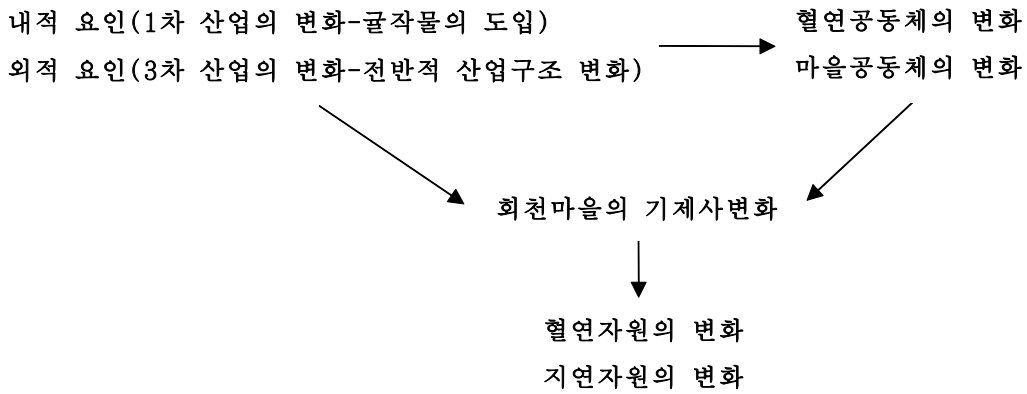 내적 요인(1차 산업의 변화-귤작물의 도입)
외적 요인(3차 산업의 변화-전반적 산업구조 변화)
혈연공동체의 변화
마을공동체의 변화
회천마을의 기제사변화
혈연자원의 변화
지연자원의 변화